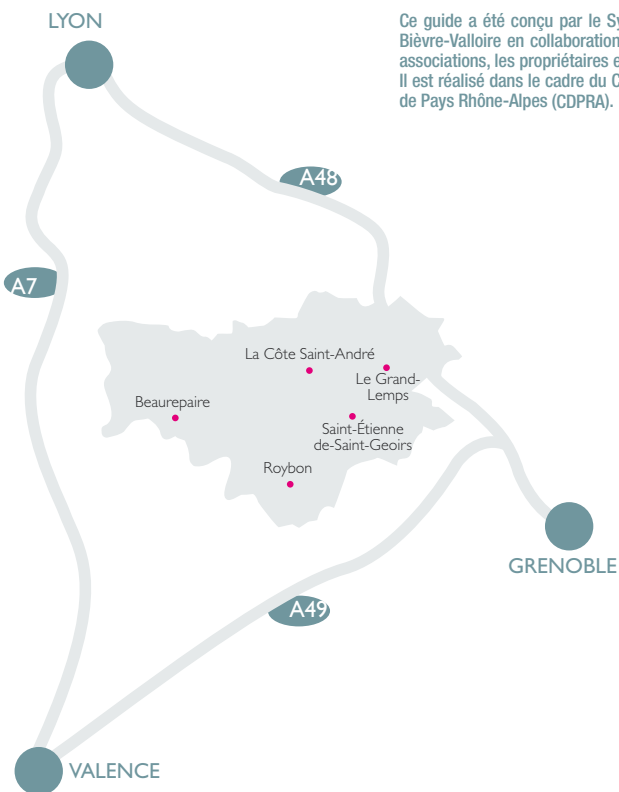 LYON
Ce guide a été conçu par le
Bièvre-Valloire en collaboration
associations, les propriétaires
Il est réalisé dans le cadre du
de Pays Rhône-Alpes (CDPRA).
A48
A7
La Côte Saint-André
Le Grand-
Lemps
Beaurepaire
Saint-Étienne
de-Saint-Geoirs
Roybon
GRENOBLE
A49
VALENCE